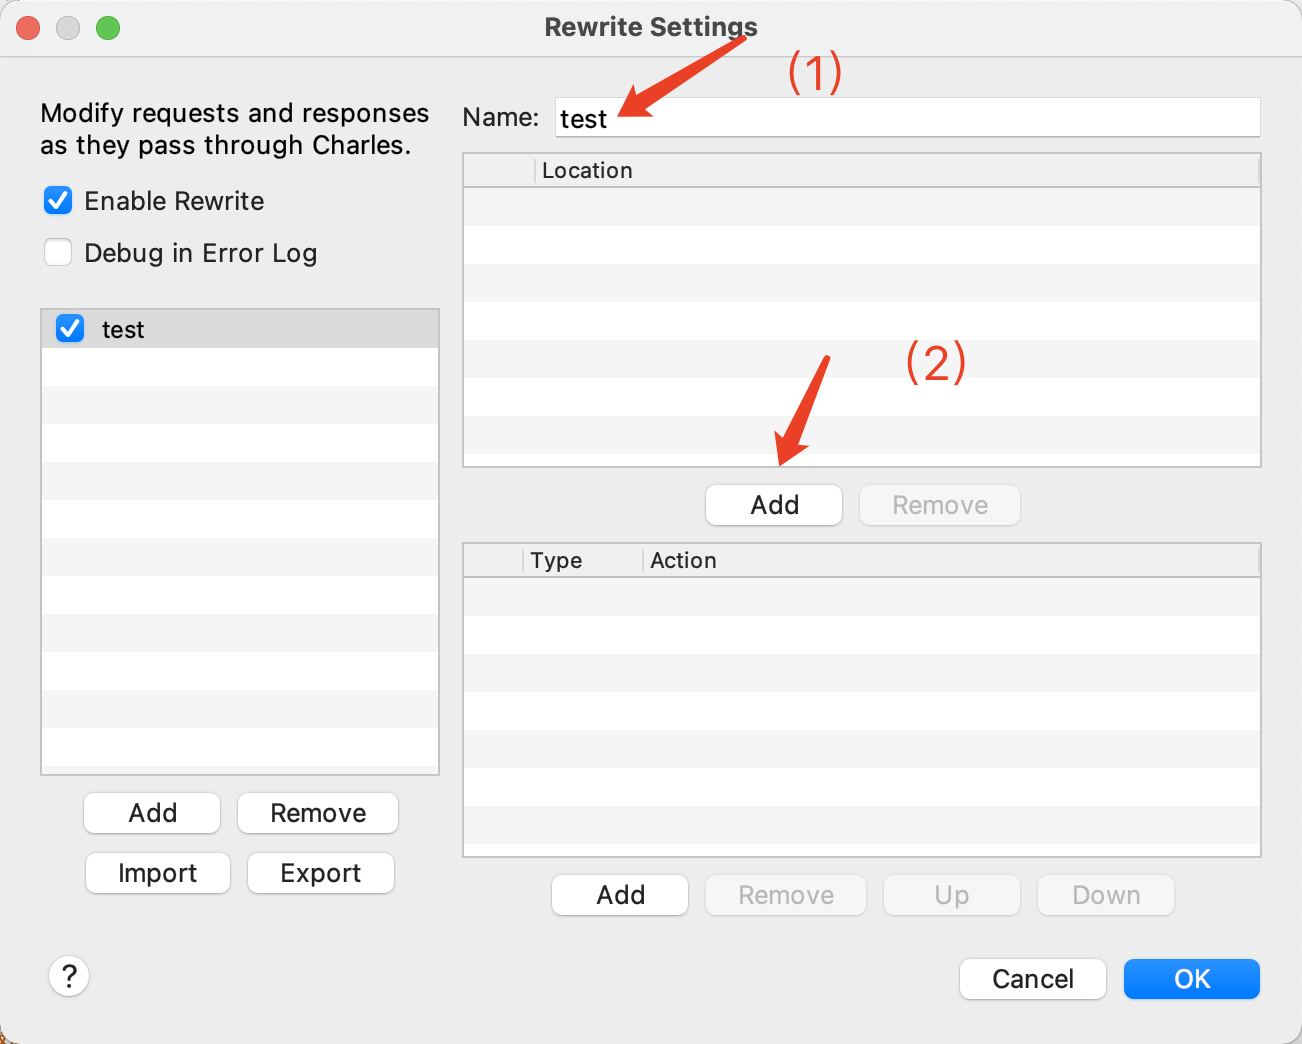 Rewrite Settings
(1)
Modify requests and responses
as they pass through Charles.
Name: test
Location
Enable Rewrite
Debug in Error Log
test
(2)
Add Remove
Type Action
Add Remove
Import Export
Add Remove Up Down
?
Cancel OK